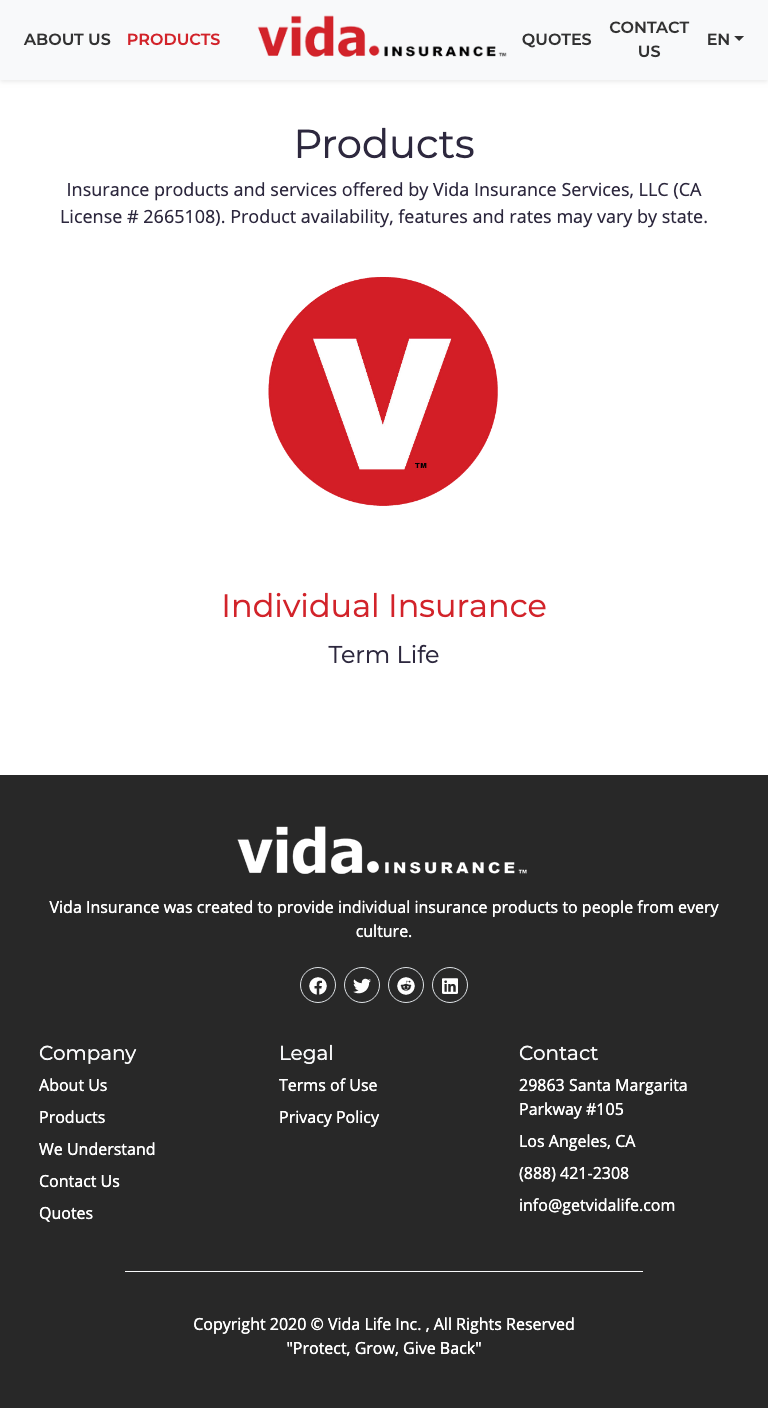 ABOUT US PRODUCTS vida.INSURANCE™ QUOTES CONTACT US EN
Products
Insurance products and services offered by Vida Insurance Services, LLC (CA
License # 2665108). Product availability, features and rates may vary by state.
V™
Individual Insurance
Term Life
vida.INSURANCE™
Vida Insurance was created to provide individual insurance products to people from every
culture.
Company
About Us
Products
We Understand
Contact Us
Quotes
Legal
Terms of Use
Privacy Policy
Contact
29863 Santa Margarita
Parkway #105
Los Angeles, CA
(888) 421-2308
info@getvidalife.com
Copyright 2020 © Vida Life Inc. , All Rights Reserved
"Protect, Grow, Give Back"